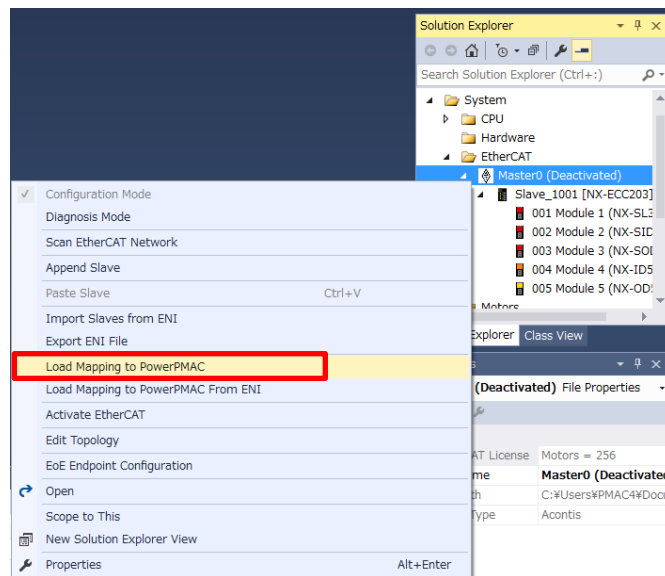 Solution Explorer
Search Solution Explorer (Ctrl+:)
System
CPU
Hardware
EtherCAT
Master0 (Deactivated)
Slave_1001 [NX-ECC203]
001 Module 1 (NX-SL3
002 Module 2 (NX-SID
003 Module 3 (NX-SO
004 Module 4 (NX-ID5
005 Module 5 (NX-OD5
Motors
Explorer Class View
Configuration Mode
Diagnosis Mode
Scan EtherCAT Network
Append Slave
Paste Slave Ctrl+V
Import Slaves from ENI
Export ENI File
Load Mapping to PowerPMAC
Load Mapping to PowerPMAC From ENI
Activate EtherCAT
Edit Topology
EoE Endpoint Configuration
Open
Scope to This
New Solution Explorer View
Properties Alt+Enter
(Deactivated) File Properties
AT License Motors = 256
me Master0 (Deactivate
th C:¥Users¥PMAC4¥Doc
Type Acontis